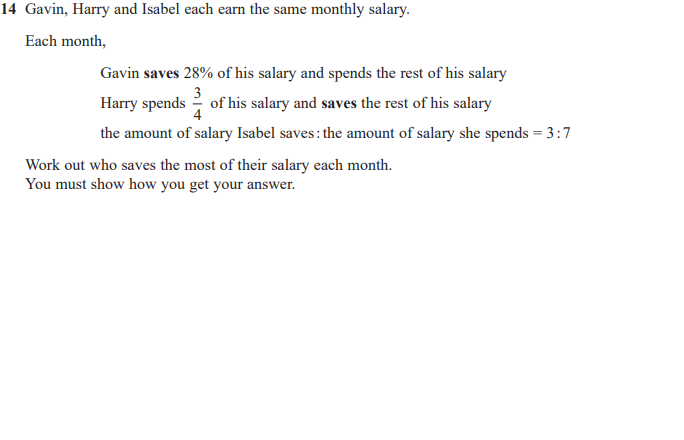 14 Gavin, Harry and Isabel each earn the same monthly salary.
Each month,
Gavin saves 28% of his salary and spends the rest of his salary
Harry spends 3/4 of his salary and saves the rest of his salary
the amount of salary Isabel saves : the amount of salary she spends = 3 : 7
Work out who saves the most of their salary each month.
You must show how you get your answer.